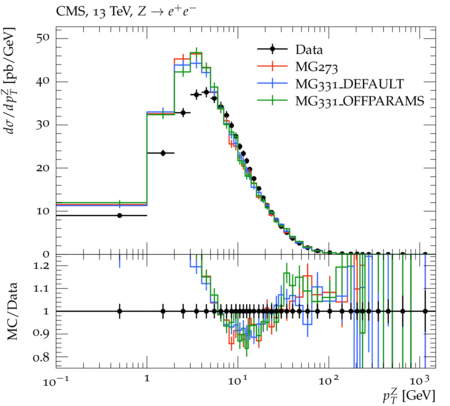 CMS, 13 TeV, Z → e⁺e⁻
50
40
30
20
10
0
dσ/dp_T^Z [pb/GeV]
Data
MG273
MG331_DEFAULT
MG331_OFFPARAMS
1.2
1.1
1
0.9
0.8
MC/Data
10⁻¹ 1 10¹ 10² 10³
p_T^Z [GeV]